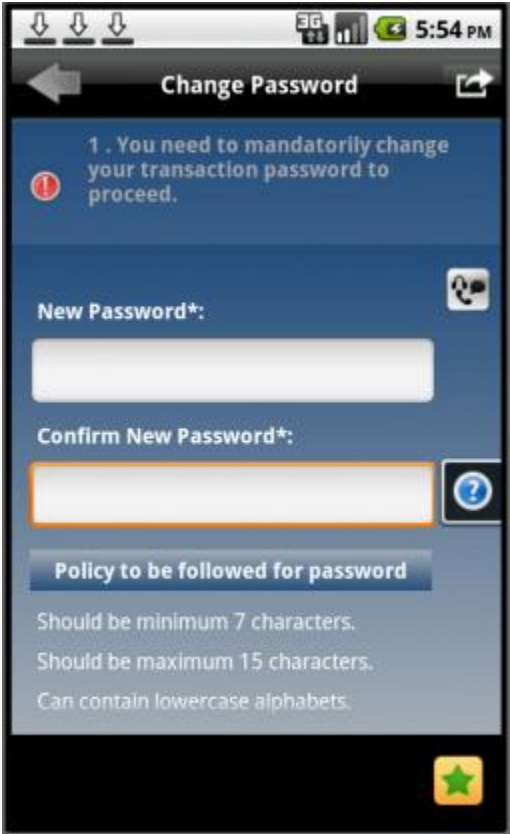 3G 5:54 PM
Change Password
1 . You need to mandatorily change
your transaction password to
proceed.
New Password*:
Confirm New Password*:
Policy to be followed for password
Should be minimum 7 characters.
Should be maximum 15 characters.
Can contain lowercase alphabets.